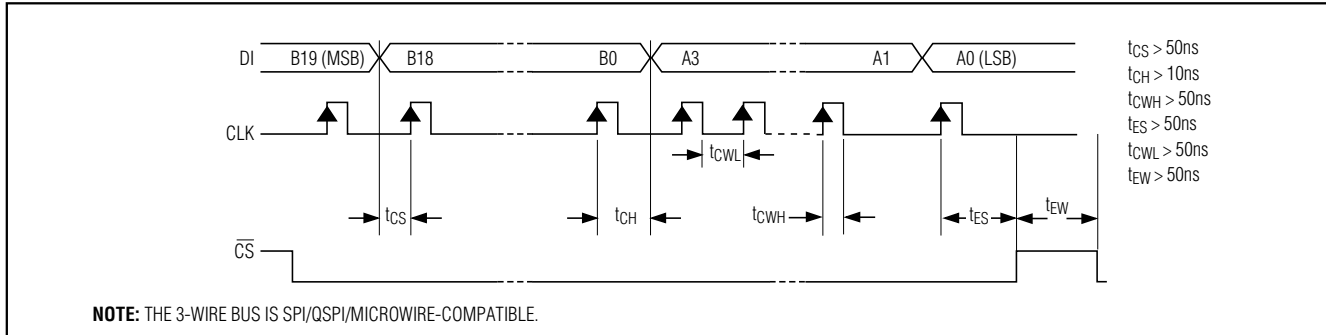 DI B19 (MSB) B18 B0 A3 A1 A0 (LSB)
CLK
tCWL
tCS tCH tCWH tES tEW
CS
tCS > 50ns
tCH > 10ns
tCWH > 50ns
tES > 50ns
tCWL > 50ns
tEW > 50ns
NOTE: THE 3-WIRE BUS IS SPI/QSPI/MICROWIRE-COMPATIBLE.